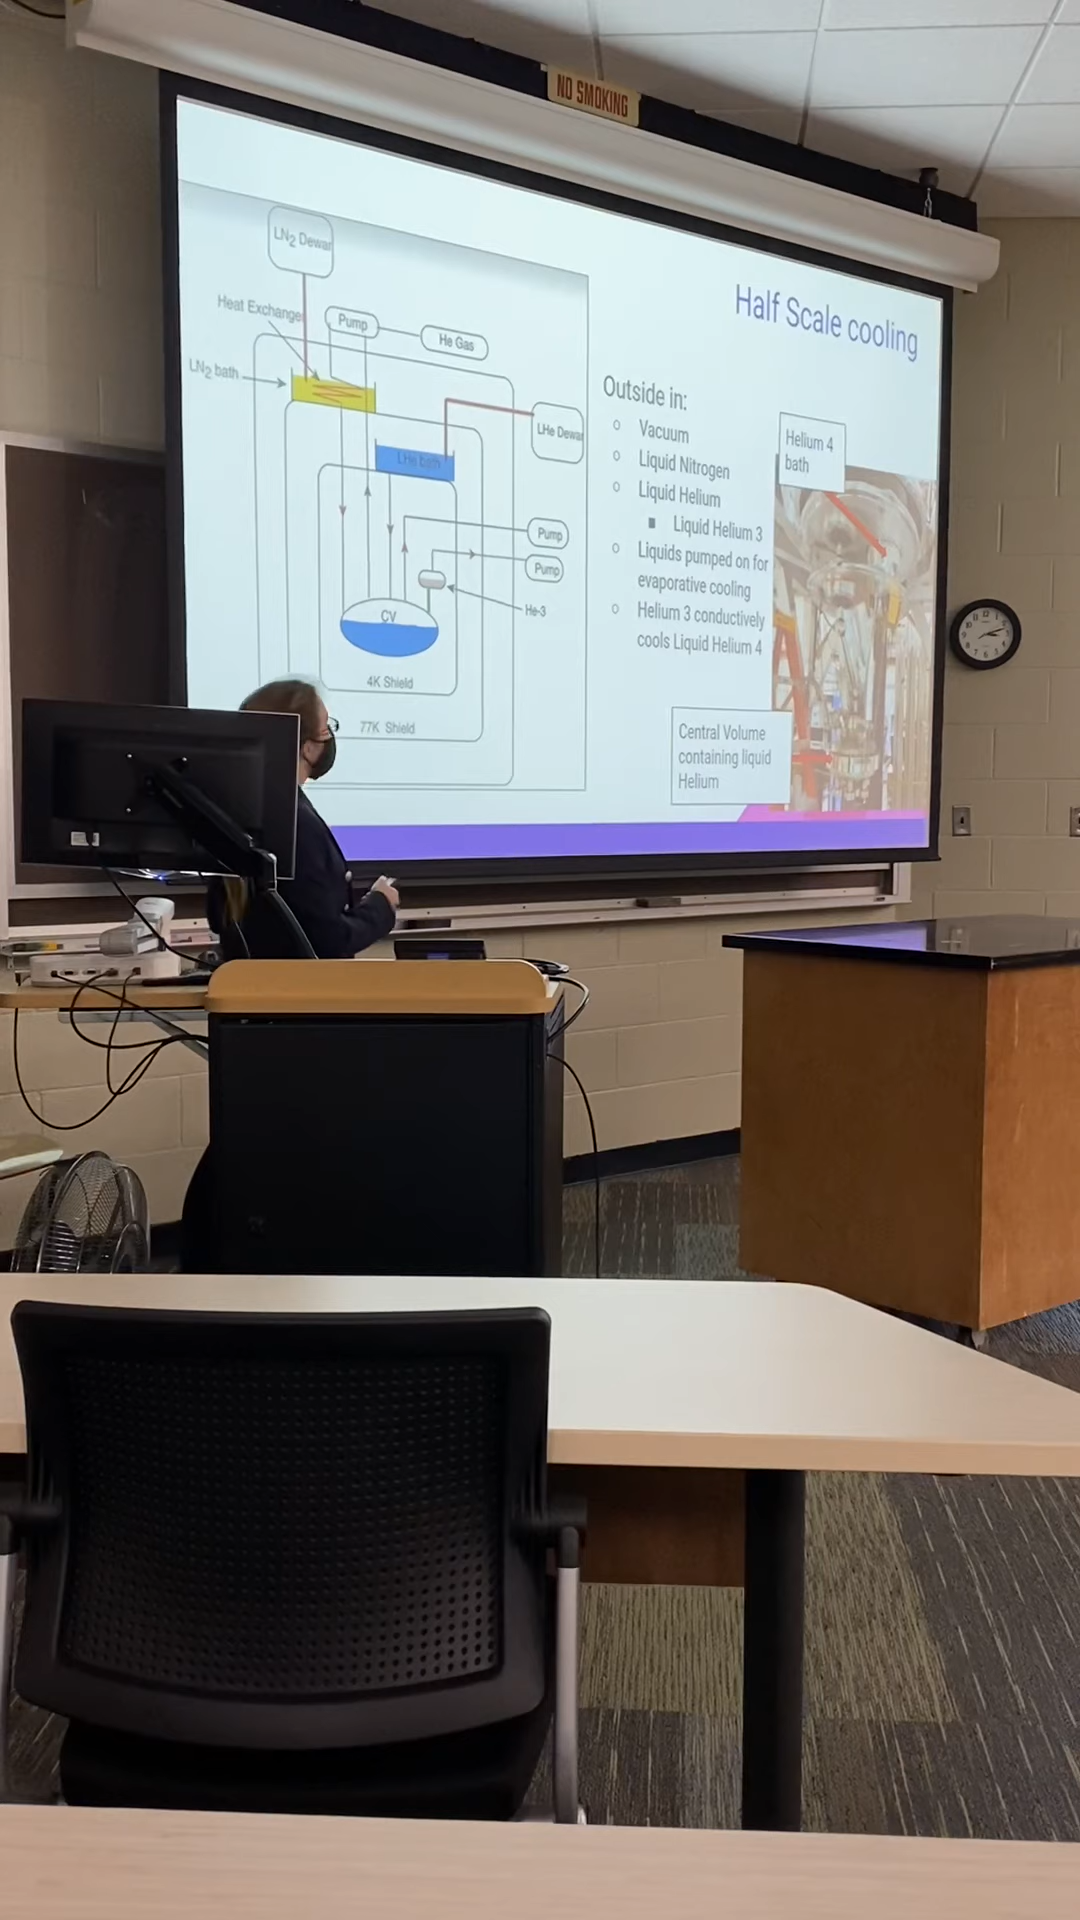 NO SMOKING
Half Scale cooling
LN2 Dewar
Heat Exchanger
Pump
He Gas
LN2 bath
LHe bath
LHe Dewar
Pump
Pump
He-3
CV
4K Shield
77K Shield
Outside in:
Vacuum
Liquid Nitrogen
Liquid Helium
Liquid Helium 3
Liquids pumped on for
evaporative cooling
Helium 3 conductively
cools Liquid Helium 4
Helium 4
bath
Central Volume
containing liquid
Helium